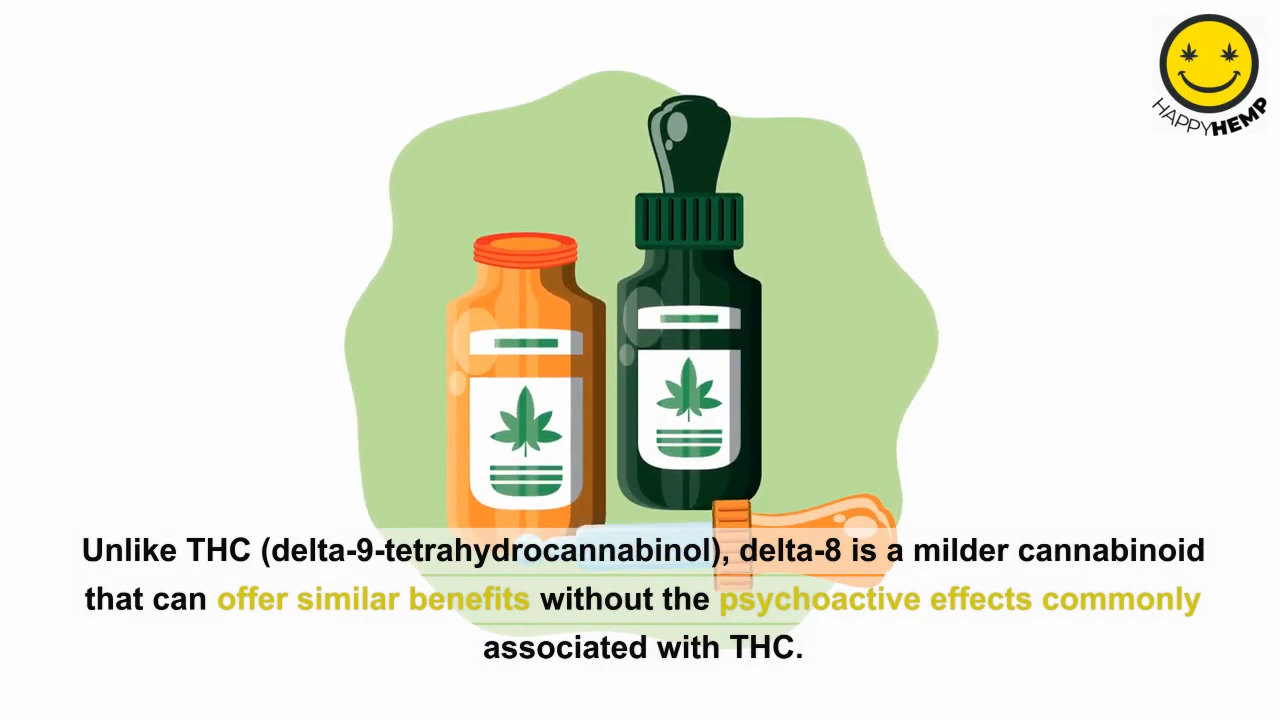 HAPPYHEMP
Unlike THC (delta-9-tetrahydrocannabinol), delta-8 is a milder cannabinoid
that can offer similar benefits without the psychoactive effects commonly
associated with THC.